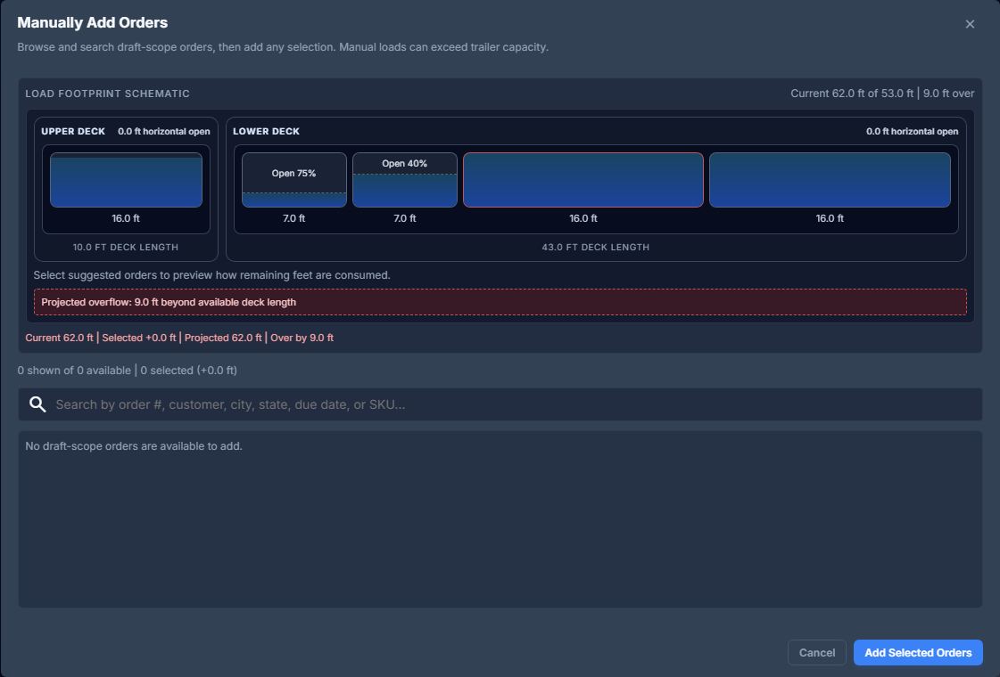 Manually Add Orders
Browse and search draft-scope orders, then add any selection. Manual loads can exceed trailer capacity.
LOAD FOOTPRINT SCHEMATIC
Current 62.0 ft of 53.0 ft | 9.0 ft over
UPPER DECK 0.0 ft horizontal open
16.0 ft
10.0 FT DECK LENGTH
LOWER DECK 0.0 ft horizontal open
Open 75%
Open 40%
7.0 ft
7.0 ft
16.0 ft
16.0 ft
43.0 FT DECK LENGTH
Select suggested orders to preview how remaining feet are consumed.
Projected overflow: 9.0 ft beyond available deck length
Current 62.0 ft | Selected +0.0 ft | Projected 62.0 ft | Over by 9.0 ft
0 shown of 0 available | 0 selected (+0.0 ft)
Search by order #, customer, city, state, due date, or SKU...
No draft-scope orders are available to add.
Cancel
Add Selected Orders